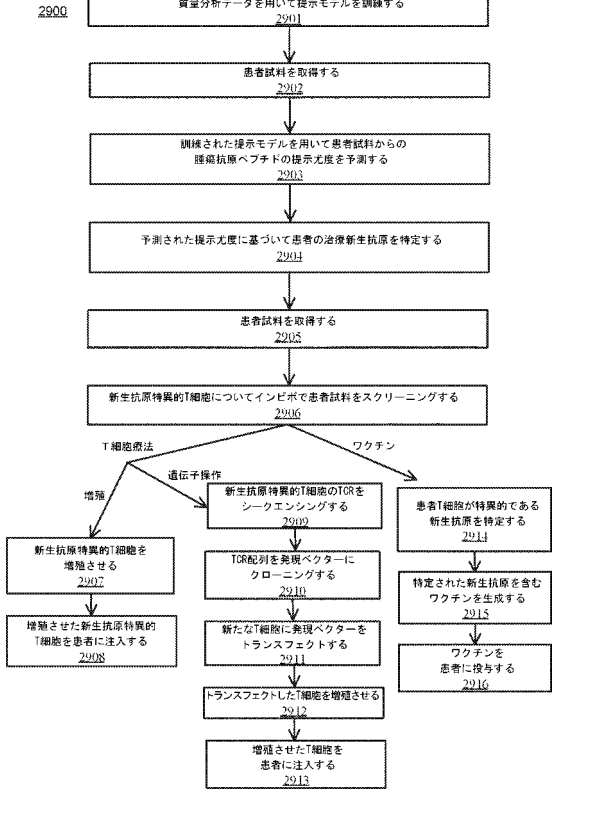 2900
質量分析データを用いて提示モデルを訓練する
2901
患者試料を取得する
2902
訓練された提示モデルを用いて患者試料からの
腫瘍抗原ペプチドの提示尤度を予測する
2903
予測された提示尤度に基づいて患者の治療新生抗原を特定する
2904
患者試料を取得する
2905
新生抗原特異的T細胞についてインビボで患者試料をスクリーニングする
2906
T細胞療法
ワクチン
増殖
遺伝子操作
新生抗原特異的T細胞を
増殖させる
2907
増殖させた新生抗原特異的
T細胞を患者に注入する
2908
新生抗原特異的T細胞のTCRを
シークエンシングする
2909
TCR配列を発現ベクターに
クローニングする
2910
新たなT細胞に発現ベクターを
トランスフェクトする
2911
トランスフェクトしたT細胞を増殖させる
2912
増殖させたT細胞を
患者に注入する
2913
患者T細胞が特異的である
新生抗原を特定する
2914
特定された新生抗原を含む
ワクチンを生成する
2915
ワクチンを
患者に投与する
2916